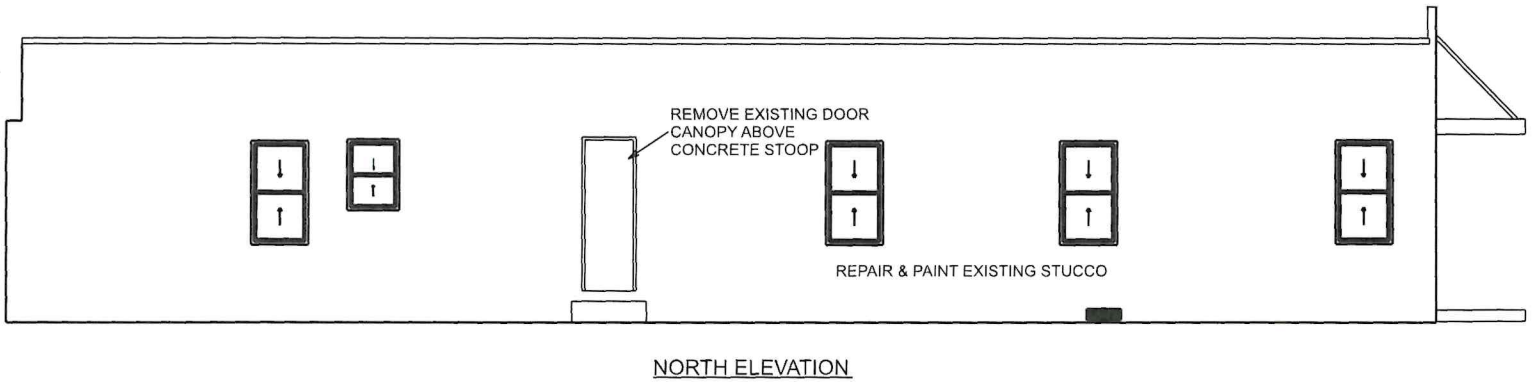 REMOVE EXISTING DOOR
CANOPY ABOVE
CONCRETE STOOP
REPAIR & PAINT EXISTING STUCCO
NORTH ELEVATION